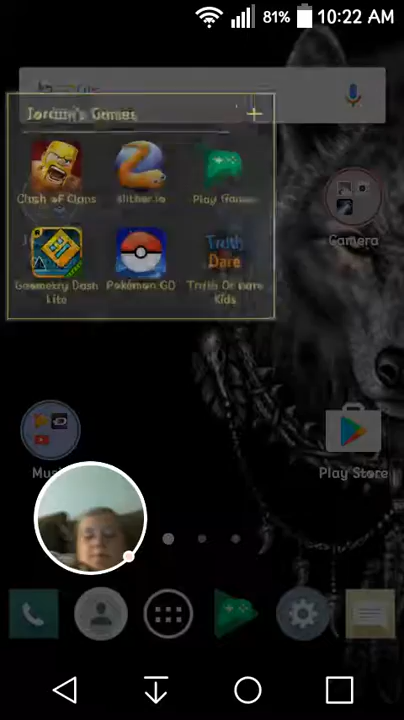 81% 10:22 AM
Jordan's Games +
Clash of Clans slither.io Play Games
Geometry Dash Lite Pokémon GO Truth Or Dare Kids
Truth
Dare
Camera
Play Store